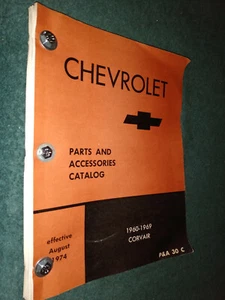 CHEVROLET
PARTS AND
ACCESSORIES
CATALOG
effective
August
1974
1960-1969
CORVAIR
P&A 30 C